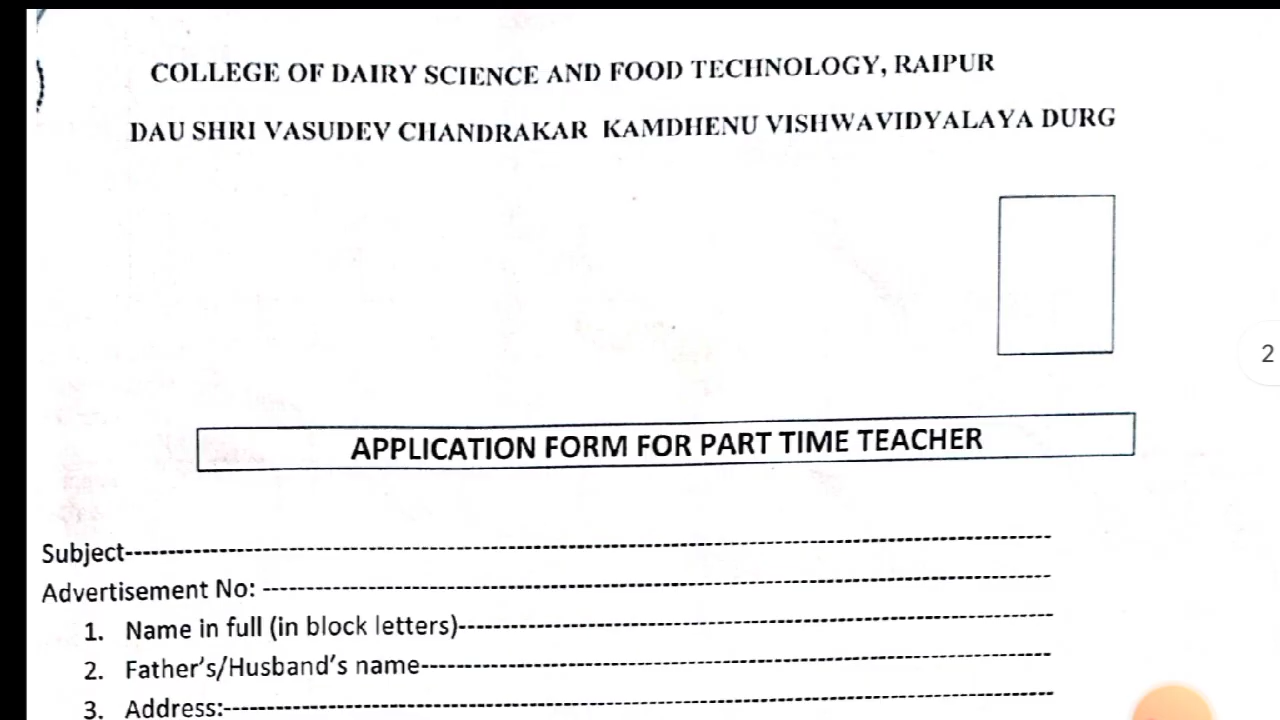 COLLEGE OF DAIRY SCIENCE AND FOOD TECHNOLOGY, RAIPUR
DAU SHRI VASUDEV CHANDRAKAR KAMDHENU VISHWAVIDYALAYA DURG
2
APPLICATION FORM FOR PART TIME TEACHER
Subject------------------------------------------------------------
Advertisement No: ------------------------------------------------------------
1. Name in full (in block letters)------------------------------------------------------------
2. Father's/Husband's name------------------------------------------------------------
3. Address:------------------------------------------------------------